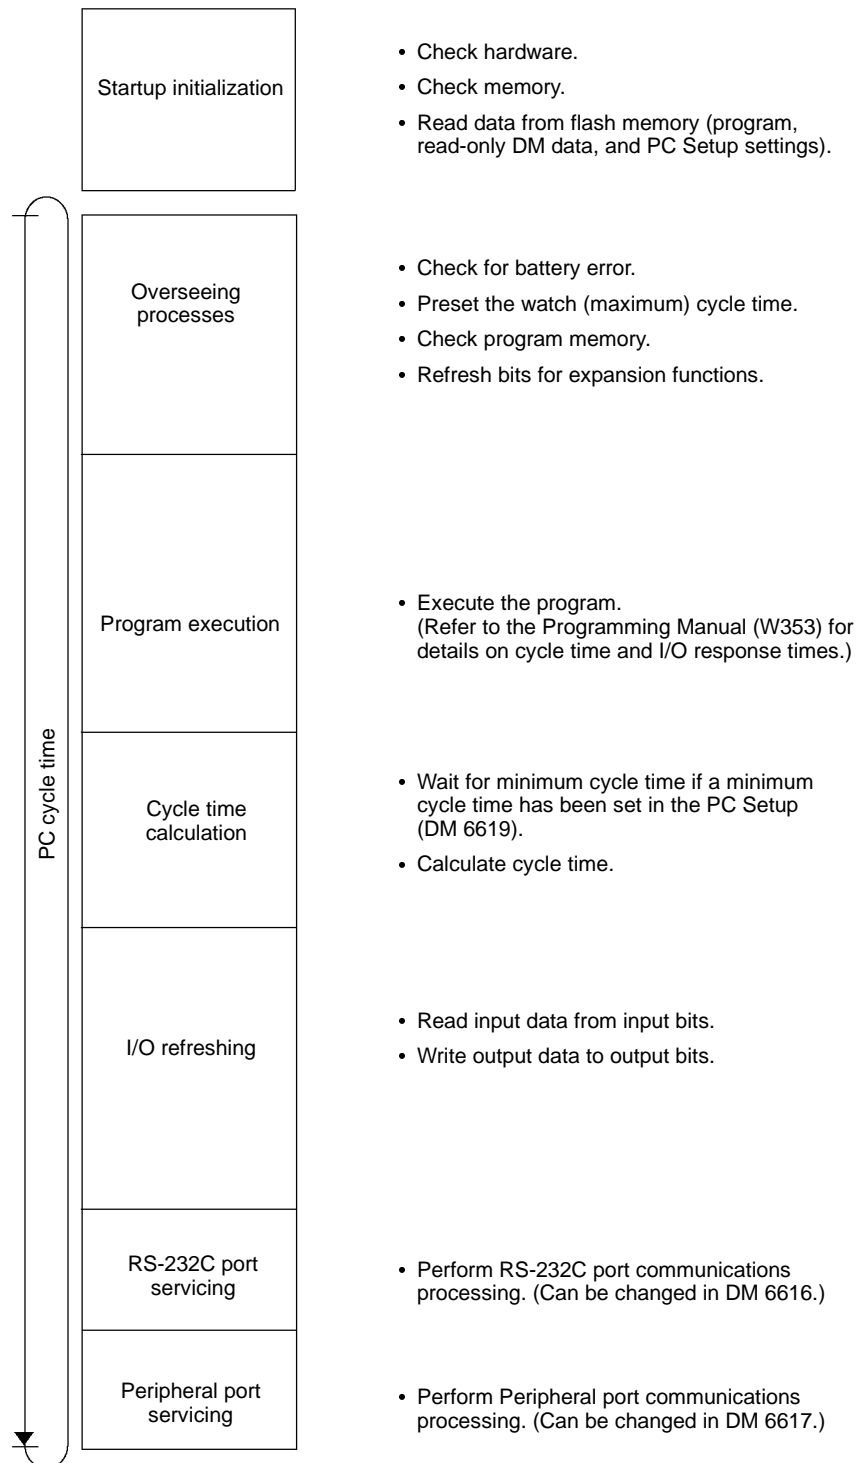 Startup initialization
• Check hardware.
• Check memory.
• Read data from flash memory (program,
read-only DM data, and PC Setup settings).
PC cycle time
Overseeing
processes
• Check for battery error.
• Preset the watch (maximum) cycle time.
• Check program memory.
• Refresh bits for expansion functions.
Program execution
• Execute the program.
(Refer to the Programming Manual (W353) for
details on cycle time and I/O response times.)
Cycle time
calculation
• Wait for minimum cycle time if a minimum
cycle time has been set in the PC Setup
(DM 6619).
• Calculate cycle time.
I/O refreshing
• Read input data from input bits.
• Write output data to output bits.
RS-232C port
servicing
• Perform RS-232C port communications
processing. (Can be changed in DM 6616.)
Peripheral port
servicing
• Perform Peripheral port communications
processing. (Can be changed in DM 6617.)